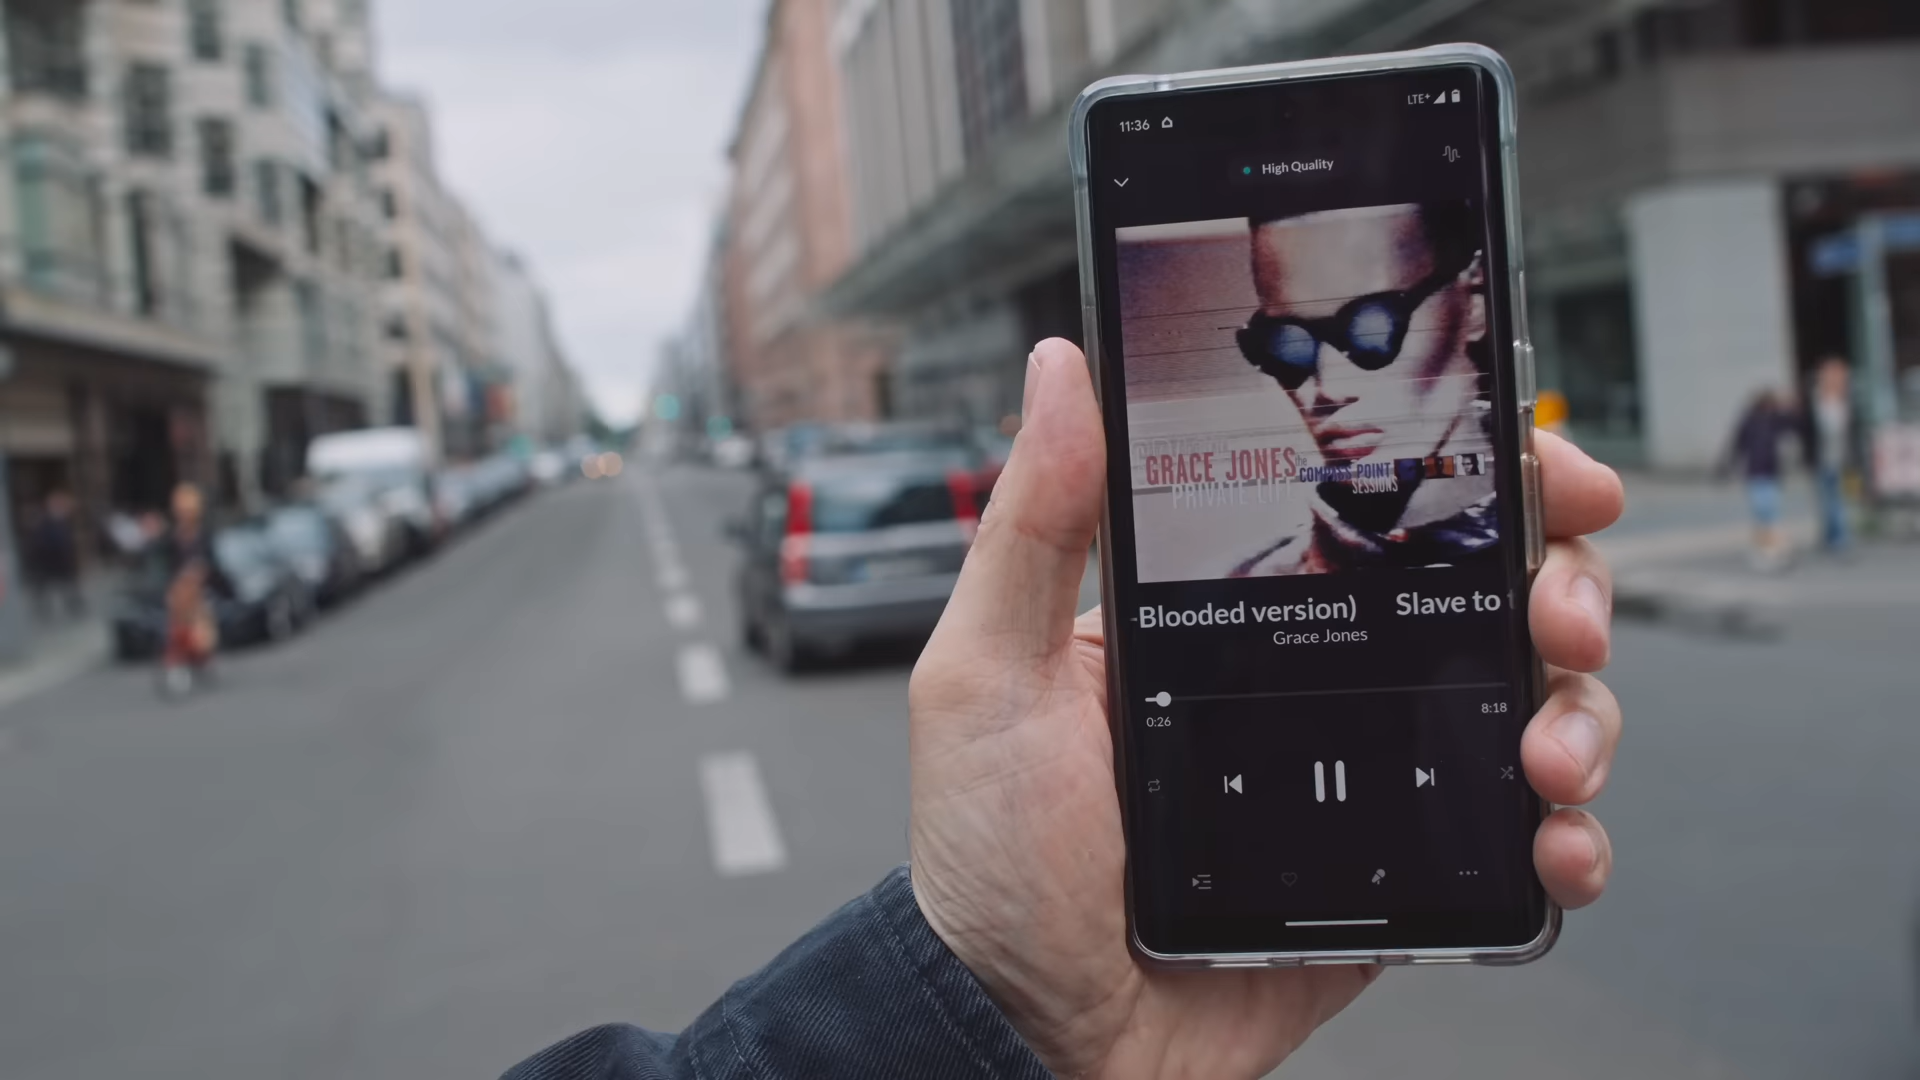 11:36
LTE+
High Quality
GRACE JONES the COMPASS POINT
PRIVATE LIFE SESSIONS
-Blooded version) Slave to t
Grace Jones
0:26
8:18